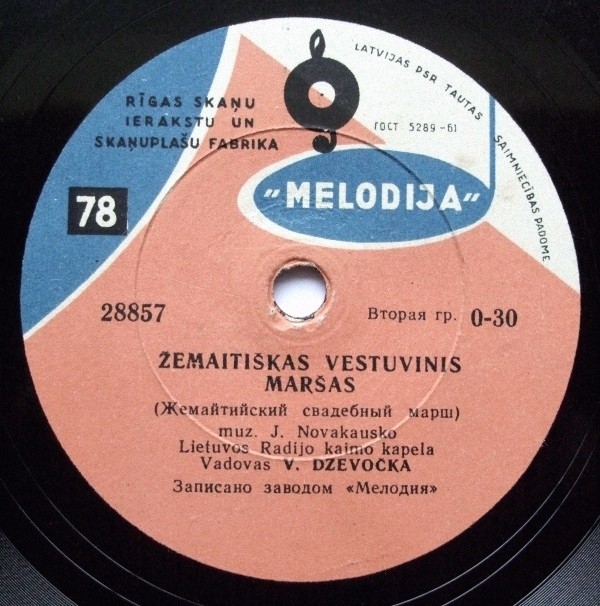 RĪGAS SKAŅU
IERAKSTU UN
SKAŅUPLAŠU FABRIKA
LATVIJAS PSR TAUTAS SAIMNIECĪBAS PADOME
ГОСТ 5289-61
"MELODIJA"
78
28857
Вторая гр. 0-30
ŽEMAITIŠKAS VESTUVINIS
MARŠAS
(Жемайтийский свадебный марш)
muz. J. Novakausko
Lietuvos Radijo kaimo kapela
Vadovas V. DŽEVOČKA
Записано заводом «Мелодия»